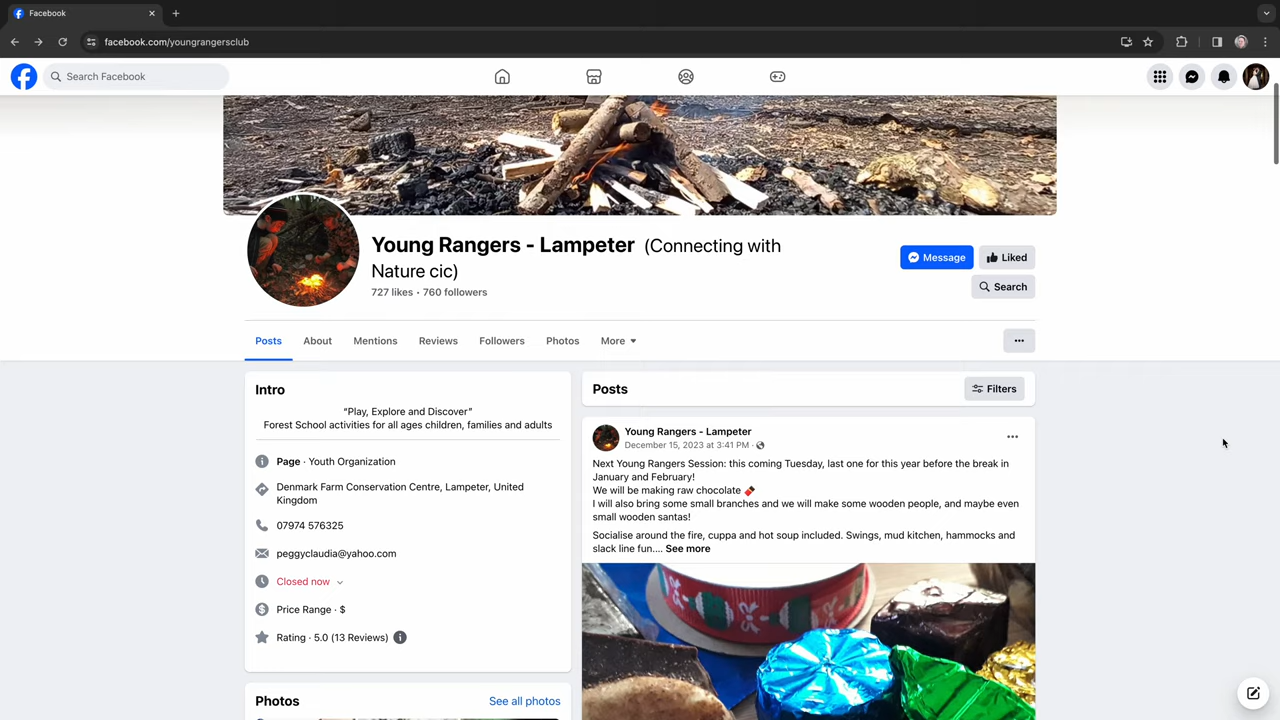 Facebook
facebook.com/youngrangersclub
Search Facebook
Young Rangers - Lampeter (Connecting with
Nature cic)
727 likes • 760 followers
Message
Liked
Search
Posts
About
Mentions
Reviews
Followers
Photos
More
Intro
“Play, Explore and Discover”
Forest School activities for all ages children, families and adults
Page · Youth Organization
Denmark Farm Conservation Centre, Lampeter, United
Kingdom
07974 576325
peggyclaudia@yahoo.com
Closed now
Price Range · $
Rating · 5.0 (13 Reviews)
Photos
See all photos
Posts
Filters
Young Rangers - Lampeter
December 15, 2023 at 3:41 PM ·
Next Young Rangers Session: this coming Tuesday, last one for this year before the break in
January and February!
We will be making raw chocolate 🍫
I will also bring some small branches and we will make some wooden people, and maybe even
small wooden santas!
Socialise around the fire, cuppa and hot soup included. Swings, mud kitchen, hammocks and
slack line fun.... See more